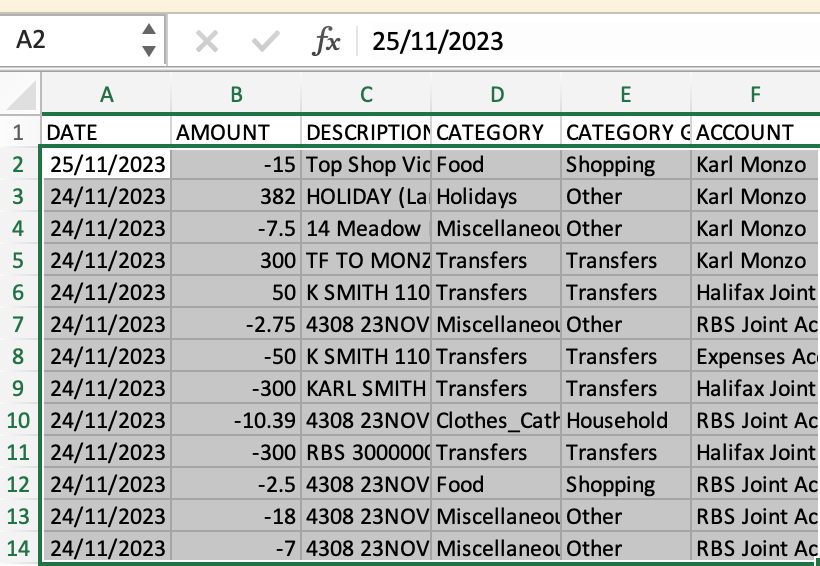 A2 fx 25/11/2023
A B C D E F
1 DATE AMOUNT DESCRIPTION CATEGORY CATEGORY G ACCOUNT
2 25/11/2023 -15 Top Shop Vic Food Shopping Karl Monzo
3 24/11/2023 382 HOLIDAY (La Holidays Other Karl Monzo
4 24/11/2023 -7.5 14 Meadow Miscellaneou Other Karl Monzo
5 24/11/2023 300 TF TO MONZ Transfers Transfers Karl Monzo
6 24/11/2023 50 K SMITH 110 Transfers Transfers Halifax Joint
7 24/11/2023 -2.75 4308 23NOV Miscellaneou Other RBS Joint Ac
8 24/11/2023 -50 K SMITH 110 Transfers Transfers Expenses Acc
9 24/11/2023 -300 KARL SMITH Transfers Transfers Halifax Joint
10 24/11/2023 -10.39 4308 23NOV Clothes_Cath Household RBS Joint Ac
11 24/11/2023 -300 RBS 3000000 Transfers Transfers Halifax Joint
12 24/11/2023 -2.5 4308 23NOV Food Shopping RBS Joint Ac
13 24/11/2023 -18 4308 23NOV Miscellaneou Other RBS Joint Ac
14 24/11/2023 -7 4308 23NOV Miscellaneou Other RBS Joint Ac